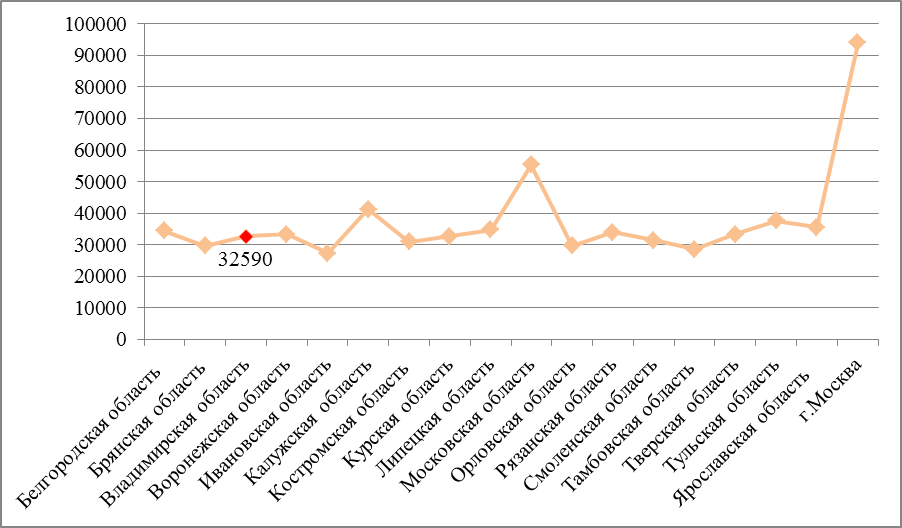 100000
90000
80000
70000
60000
50000
40000
30000
20000
10000
0
32590
Белгородская область
Брянская область
Владимирская область
Воронежская область
Ивановская область
Калужская область
Костромская область
Курская область
Липецкая область
Московская область
Орловская область
Рязанская область
Смоленская область
Тамбовская область
Тверская область
Тульская область
Ярославская область
г.Москва